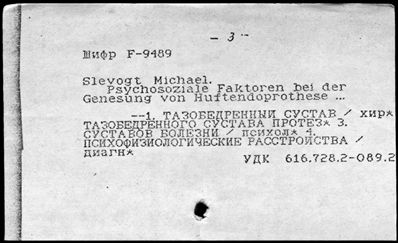 - 3 -
Шифр F-9489
Slevogt Michael.
Psychosoziale Faktoren bei der
Genesung von Huftendoprothese ...
--1. ТАЗОБЕДРЕННЫЙ СУСТАВ / хир*
ТАЗОБЕДРЕННОГО СУСТАВА ПРОТЕЗ* 3.
СУСТАВОВ БОЛЕЗНИ / психол* 4.
ПСИХОФИЗИОЛОГИЧЕСКИЕ РАССТРОЙСТВА /
диагн*
УДК 616.728.2-089.2